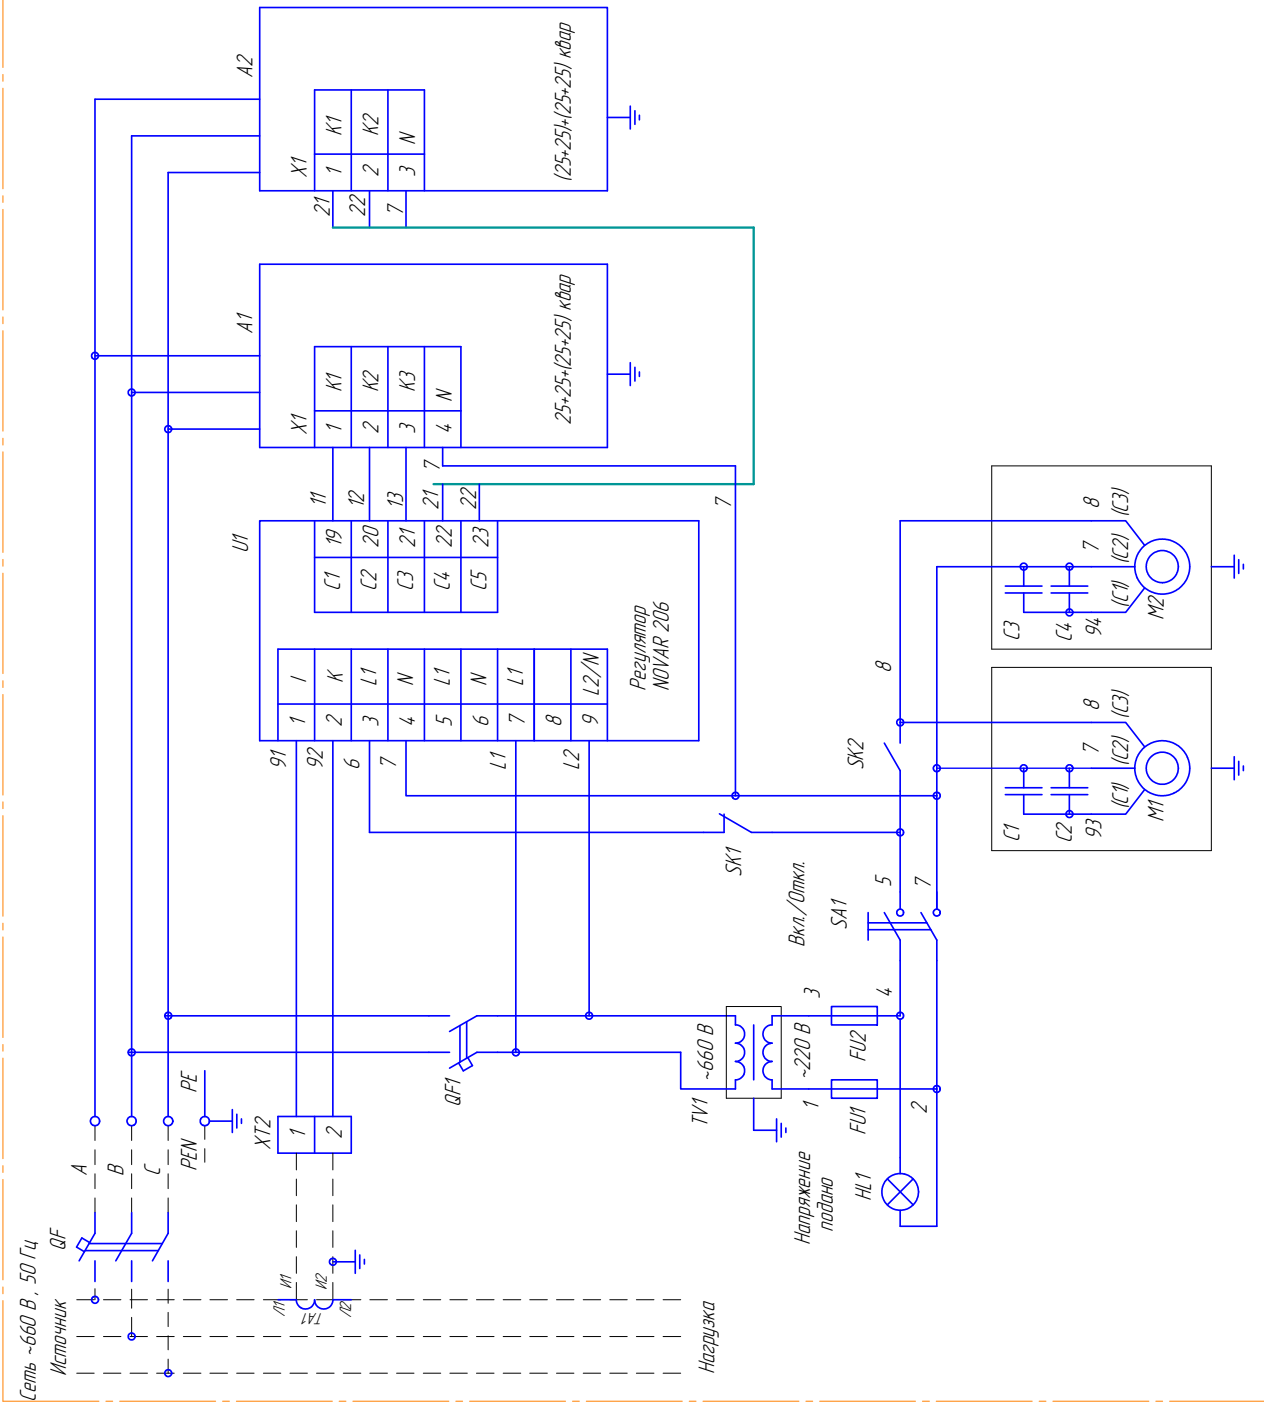 Сеть ~660 В, 50 Гц
Источник
Нагрузка
QF
A
B
C
PEN
PE
Л1
И1
TA1
И2
Л2
XT2
1
2
QF1
TV1
~660 В
~220 В
1
3
FU1
FU2
2
4
Напряжение
подано
HL1
Вкл./Откл.
SA1
5
7
SK1
SK2
8
91
92
6
7
L1
L2
U1
1 I
2 K
3 L1
4 N
5 L1
6 N
7 L1
8
9 L2/N
Регулятор
NOVAR 206
C1 19
C2 20
C3 21
C4 22
C5 23
11
12
13
21
22
7
7
A1
X1
1 K1
2 K2
3 K3
4 N
25+25+(25+25) квар
A2
X1
1 K1
2 K2
3 N
21
22
7
(25+25)+(25+25) квар
C1
C2
93
(C1)
7
(C2)
8
(C3)
M1
C3
C4
94
(C1)
7
(C2)
8
(C3)
M2